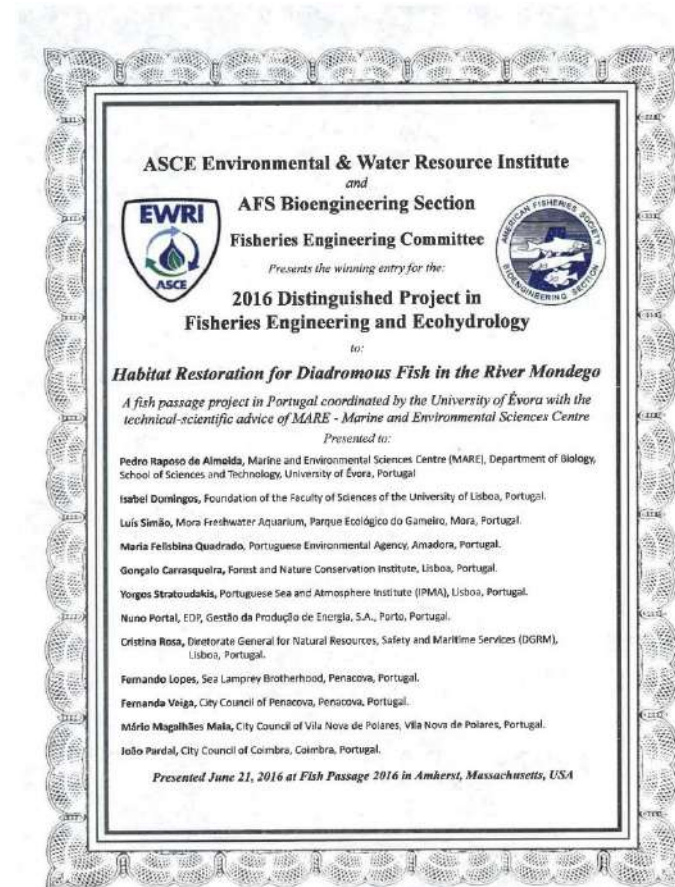 ASCE Environmental & Water Resource Institute
and
AFS Bioengineering Section
EWRI
ASCE
Fisheries Engineering Committee
AMERICAN FISHERIES SOCIETY
BIOENGINEERING SECTION
Presents the winning entry for the:
2016 Distinguished Project in
Fisheries Engineering and Ecohydrology
to:
Habitat Restoration for Diadromous Fish in the River Mondego
A fish passage project in Portugal coordinated by the University of Évora with the
technical-scientific advice of MARE - Marine and Environmental Sciences Centre
Presented to:
Pedro Raposo de Almeida, Marine and Environmental Sciences Centre (MARE), Department of Biology,
School of Sciences and Technology, University of Évora, Portugal
Isabel Domingos, Foundation of the Faculty of Sciences of the University of Lisboa, Portugal.
Luís Simão, Mora Freshwater Aquarium, Parque Ecológico do Gameiro, Mora, Portugal.
Maria Felisbina Quadrado, Portuguese Environmental Agency, Amadora, Portugal.
Gonçalo Carrasqueira, Forest and Nature Conservation Institute, Lisboa, Portugal.
Yorgos Stratoudakis, Portuguese Sea and Atmosphere Institute (IPMA), Lisboa, Portugal.
Nuno Portal, EDP, Gestão da Produção de Energia, S.A., Porto, Portugal.
Cristina Rosa, Directorate General for Natural Resources, Safety and Maritime Services (DGRM),
Lisboa, Portugal.
Fernando Lopes, Sea Lamprey Brotherhood, Penacova, Portugal.
Fernanda Veiga, City Council of Penacova, Penacova, Portugal.
Mário Magalhães Maia, City Council of Vila Nova de Poiares, Vila Nova de Poiares, Portugal.
João Pardal, City Council of Coimbra, Coimbra, Portugal.
Presented June 21, 2016 at Fish Passage 2016 in Amherst, Massachusetts, USA